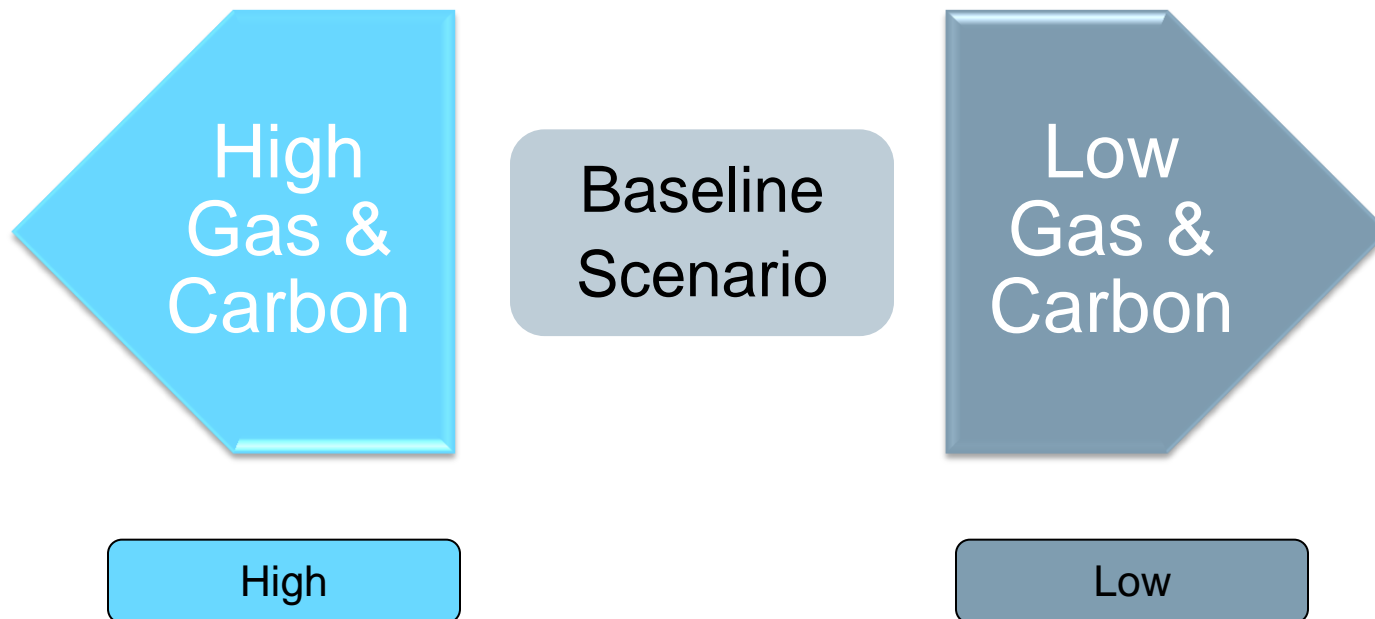 High
Gas &
Carbon
Baseline
Scenario
Low
Gas &
Carbon
High
Low